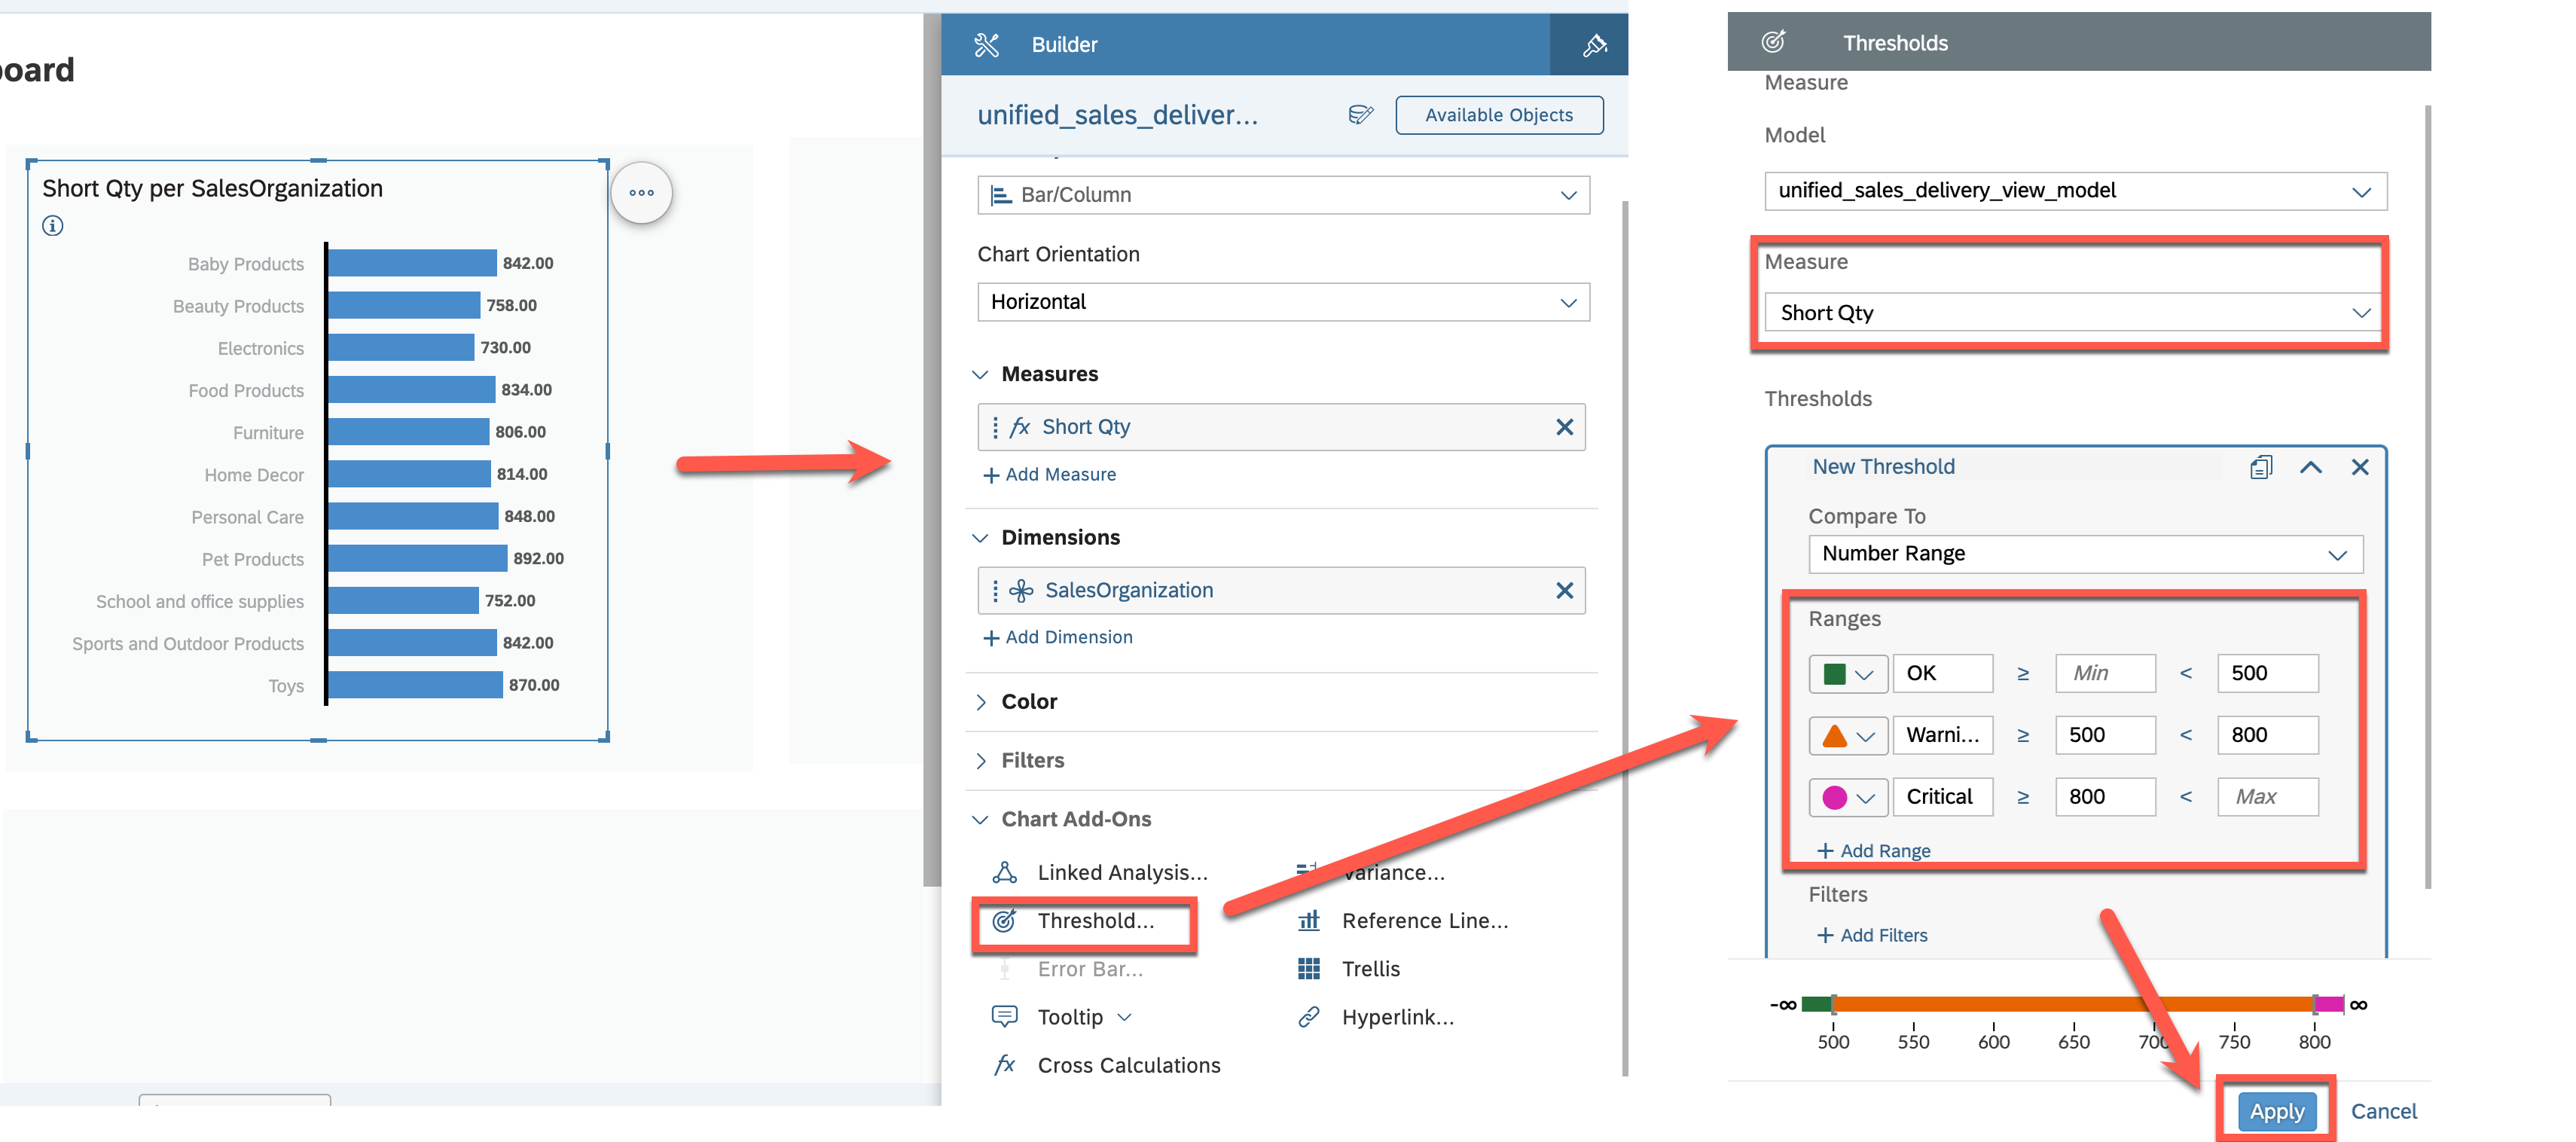 board
Short Qty per SalesOrganization
Baby Products 842.00
Beauty Products 758.00
Electronics 730.00
Food Products 834.00
Furniture 806.00
Home Decor 814.00
Personal Care 848.00
Pet Products 892.00
School and office supplies 752.00
Sports and Outdoor Products 842.00
Toys 870.00
Builder
unified_sales_deliver...
Available Objects
Bar/Column
Chart Orientation
Horizontal
Measures
fx Short Qty
+ Add Measure
Dimensions
SalesOrganization
+ Add Dimension
Color
Filters
Chart Add-Ons
Linked Analysis...
Variance...
Threshold...
Reference Line...
Error Bar...
Trellis
Tooltip
Hyperlink...
fx Cross Calculations
Thresholds
Measure
Model
unified_sales_delivery_view_model
Measure
Short Qty
Thresholds
New Threshold
Compare To
Number Range
Ranges
OK ≥ Min < 500
Warni... ≥ 500 < 800
Critical ≥ 800 < Max
+ Add Range
Filters
+ Add Filters
-∞ ∞
500 550 600 650 700 750 800
Apply Cancel